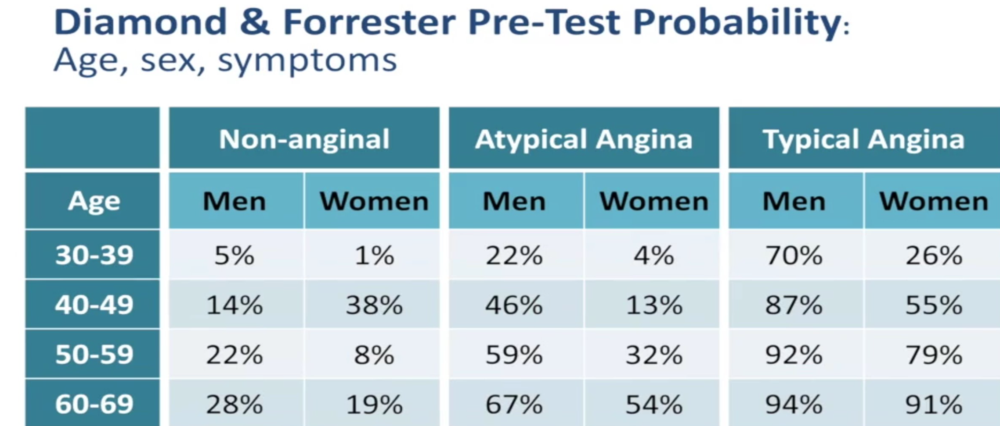 Diamond & Forrester Pre-Test Probability:
Age, sex, symptoms
Non-anginal Atypical Angina Typical Angina
Age Men Women Men Women Men Women
30-39 5% 1% 22% 4% 70% 26%
40-49 14% 38% 46% 13% 87% 55%
50-59 22% 8% 59% 32% 92% 79%
60-69 28% 19% 67% 54% 94% 91%